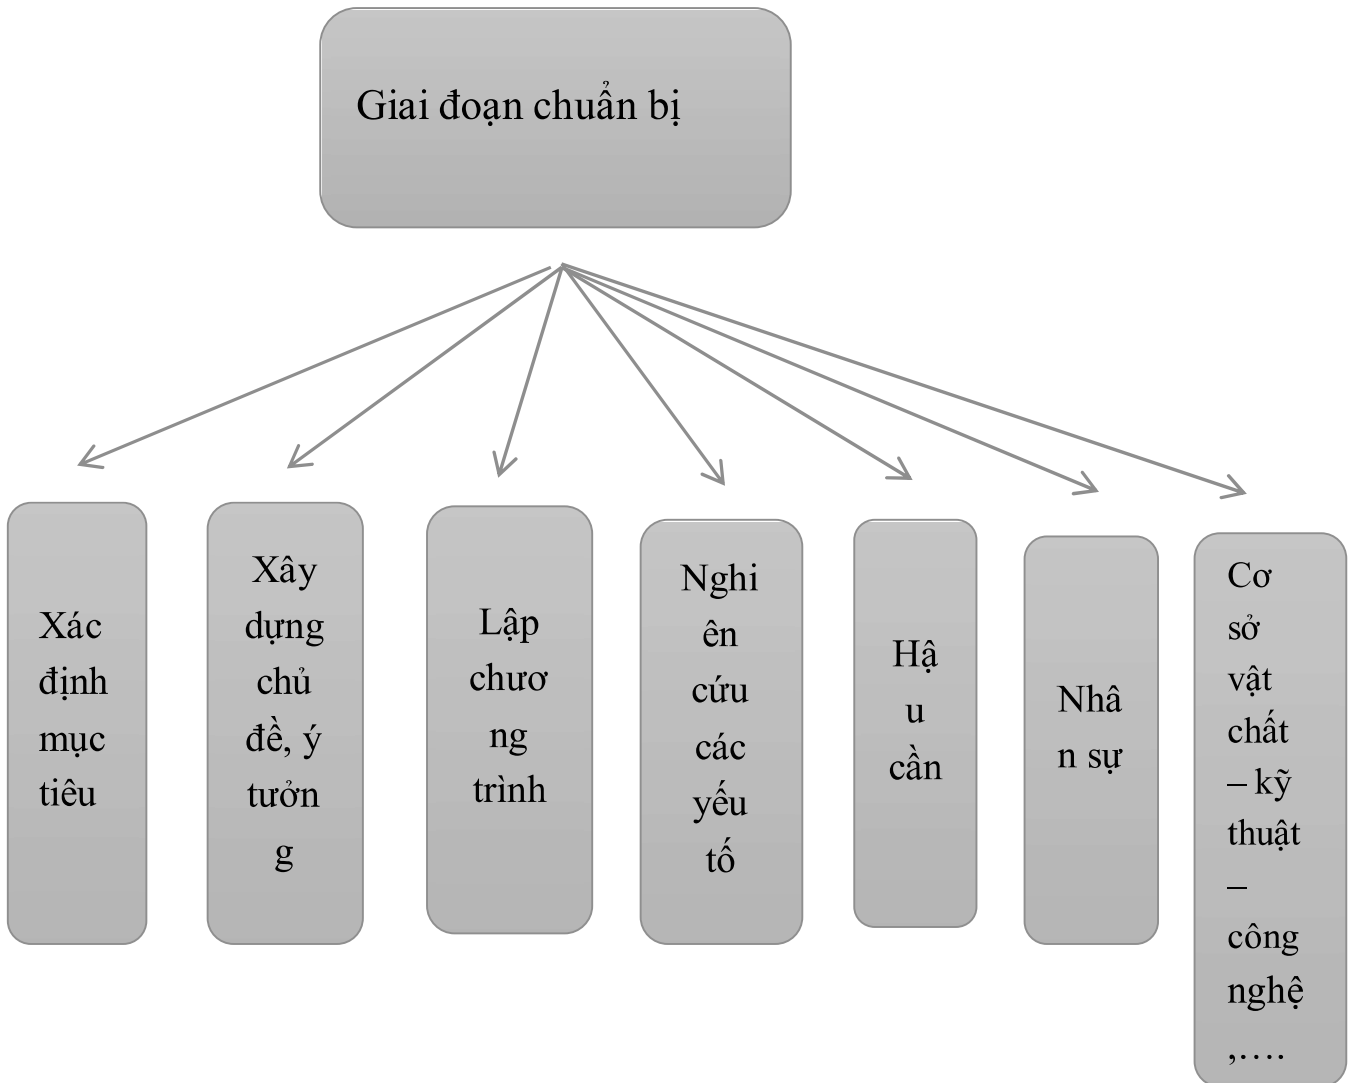 Giai đoạn chuẩn bị
Xác
định
mục
tiêu
Xây
dựng
chủ
đề, ý
tưởn
g
Lập
chươ
ng
trình
Nghi
ên
cứu
các
yếu
tố
Hậ
u
cần
Nhâ
n sự
Cơ
sở
vật
chất
– kỹ
thuật
–
công
nghệ
,….